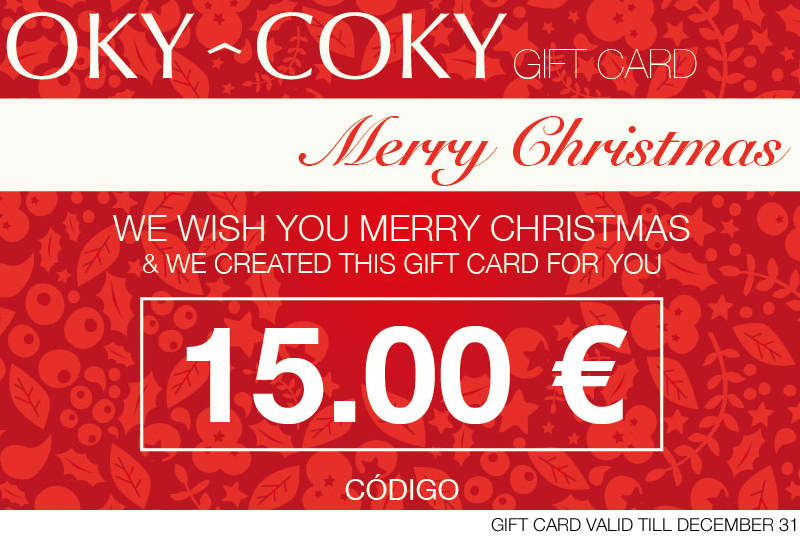 OKY^COKY GIFT CARD
Merry Christmas
WE WISH YOU MERRY CHRISTMAS
& WE CREATED THIS GIFT CARD FOR YOU
15.00 €
CÓDIGO
GIFT CARD VALID TILL DECEMBER 31